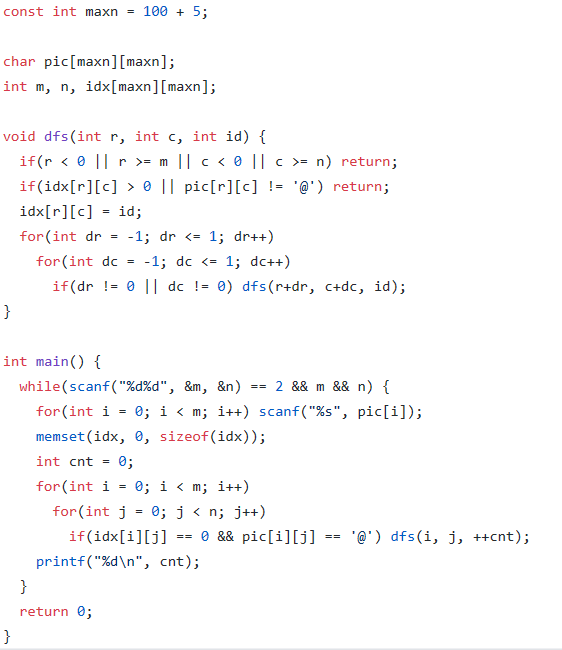 const int maxn = 100 + 5;
char pic[maxn][maxn];
int m, n, idx[maxn][maxn];
void dfs(int r, int c, int id) {
if(r < 0 || r >= m || c < 0 || c >= n) return;
if(idx[r][c] > 0 || pic[r][c] != '@') return;
idx[r][c] = id;
for(int dr = -1; dr <= 1; dr++)
for(int dc = -1; dc <= 1; dc++)
if(dr != 0 || dc != 0) dfs(r+dr, c+dc, id);
}
int main() {
while(scanf("%d%d", &m, &n) == 2 && m && n) {
for(int i = 0; i < m; i++) scanf("%s", pic[i]);
memset(idx, 0, sizeof(idx));
int cnt = 0;
for(int i = 0; i < m; i++)
for(int j = 0; j < n; j++)
if(idx[i][j] == 0 && pic[i][j] == '@') dfs(i, j, ++cnt);
printf("%d\n", cnt);
}
return 0;
}